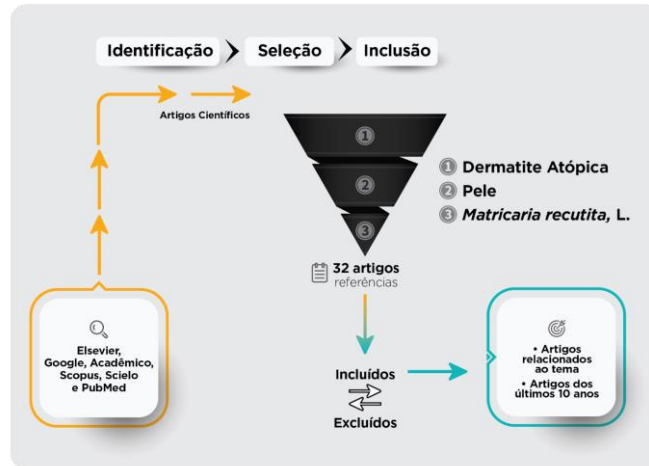 Identificação > Seleção > Inclusão
Artigos Científicos
1
2
3
1 Dermatite Atópica
2 Pele
3 Matricaria recutita, L.
32 artigos
referências
Elsevier,
Google, Acadêmico,
Scopus, Scielo
e PubMed
Incluídos
Excluídos
• Artigos
relacionados
ao tema
• Artigos dos
últimos 10 anos